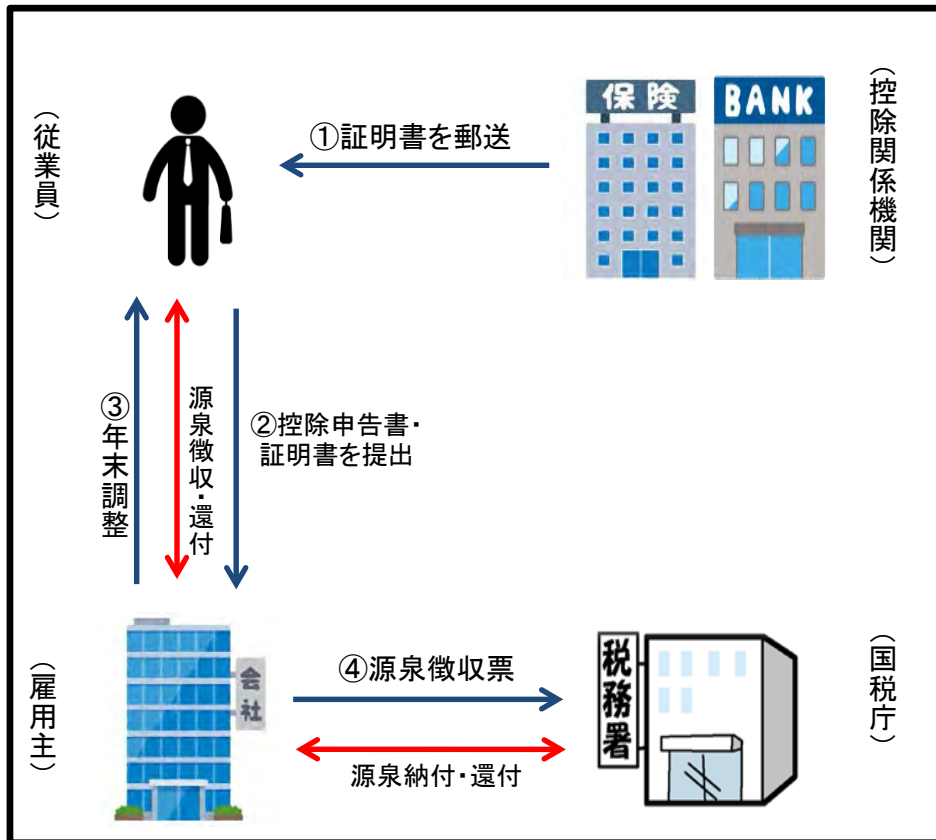 （従業員）
①証明書を郵送
保険
BANK
（控除関係機関）
③年末調整
源泉徴収・還付
②控除申告書・
証明書を提出
（雇用主）
会社
④源泉徴収票
源泉納付・還付
税務署
（国税庁）